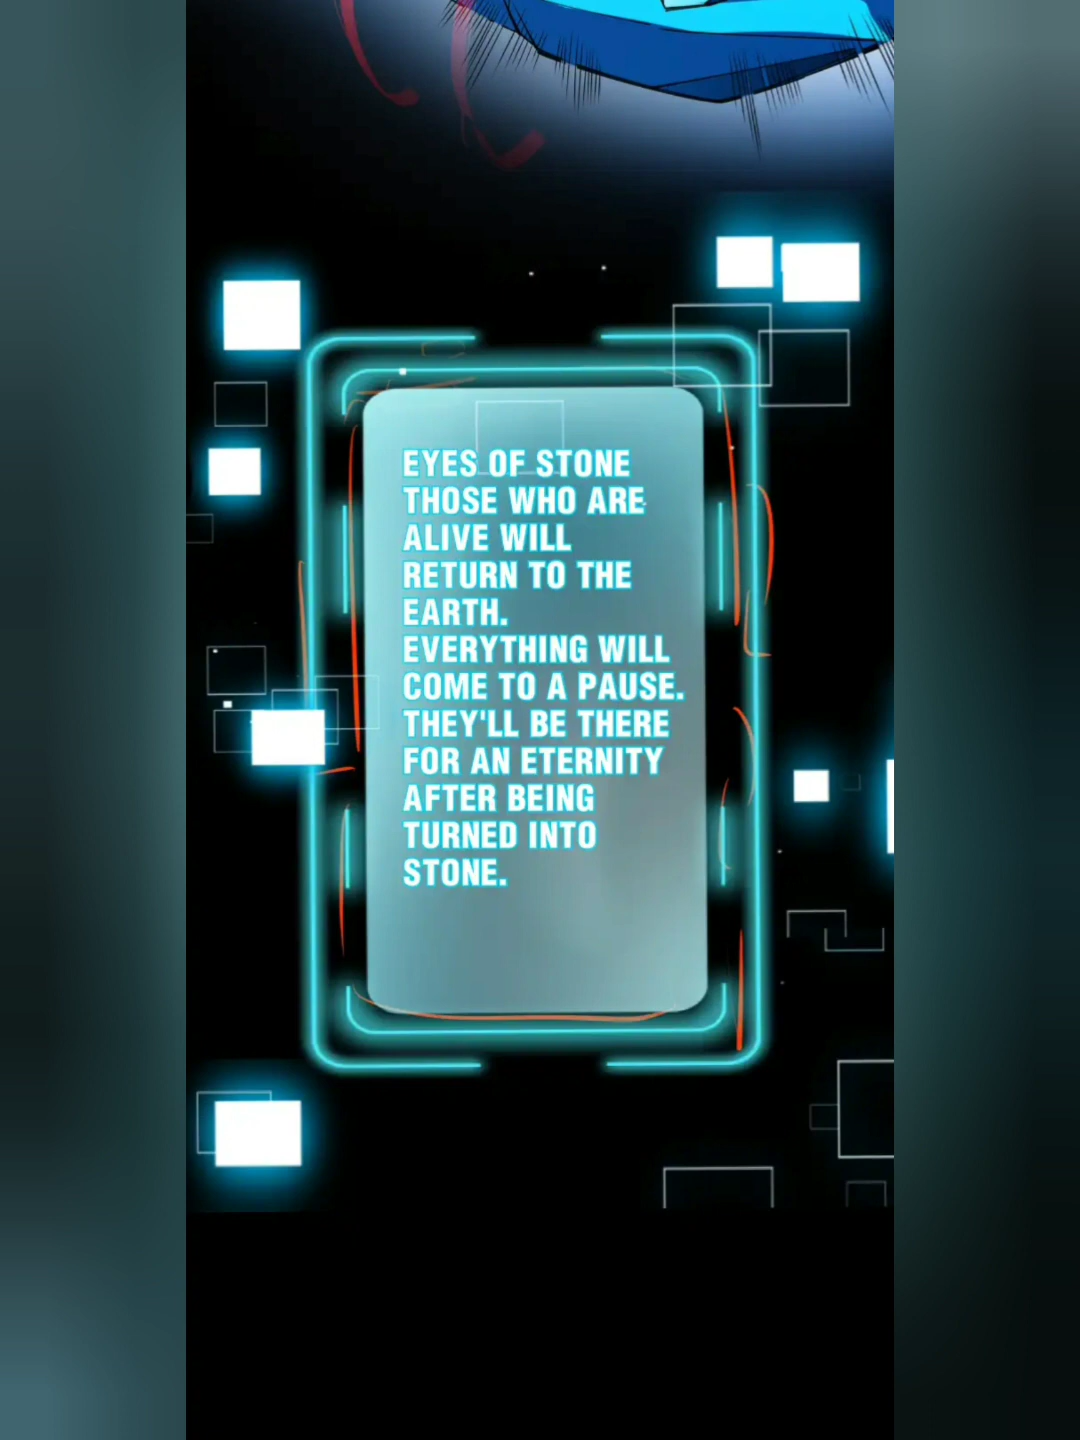 EYES OF STONE
THOSE WHO ARE
ALIVE WILL
RETURN TO THE
EARTH.
EVERYTHING WILL
COME TO A PAUSE.
THEY'LL BE THERE
FOR AN ETERNITY
AFTER BEING
TURNED INTO
STONE.